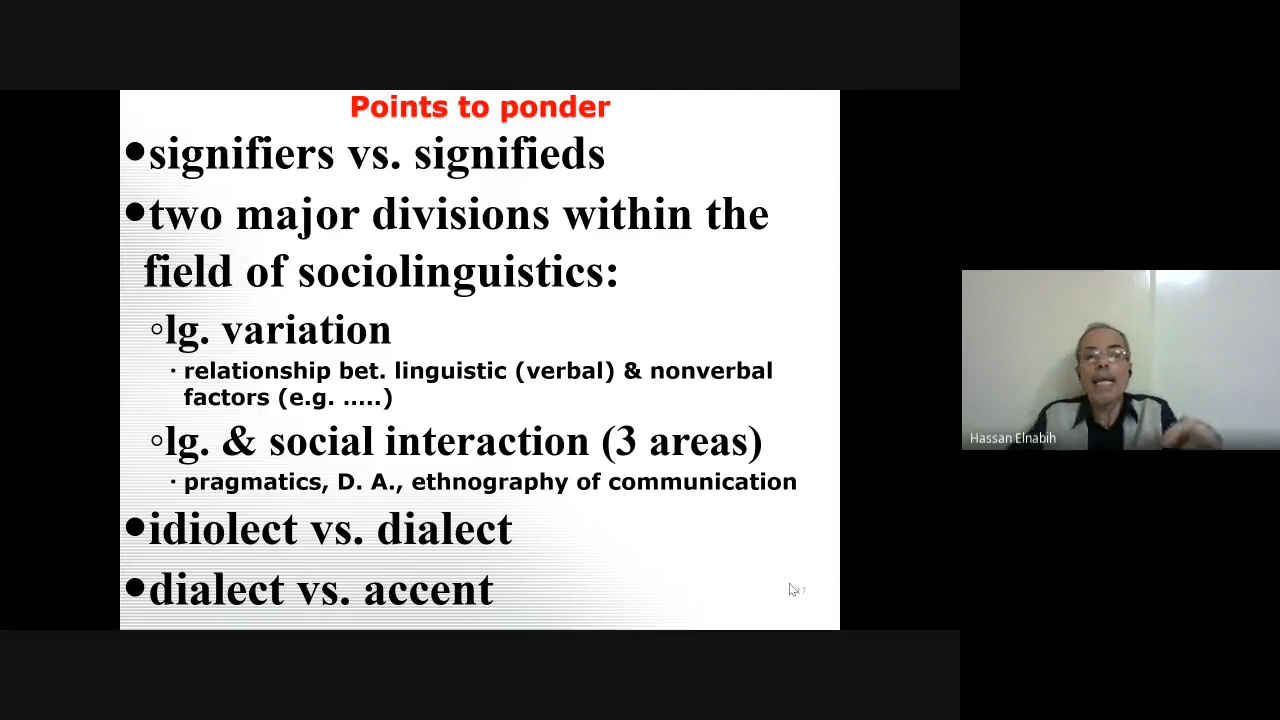 Points to ponder
•signifiers vs. signifieds
•two major divisions within the
field of sociolinguistics:
◦lg. variation
· relationship bet. linguistic (verbal) & nonverbal
factors (e.g. …..)
◦lg. & social interaction (3 areas)
· pragmatics, D. A., ethnography of communication
•idiolect vs. dialect
•dialect vs. accent
Hassan Elnabih